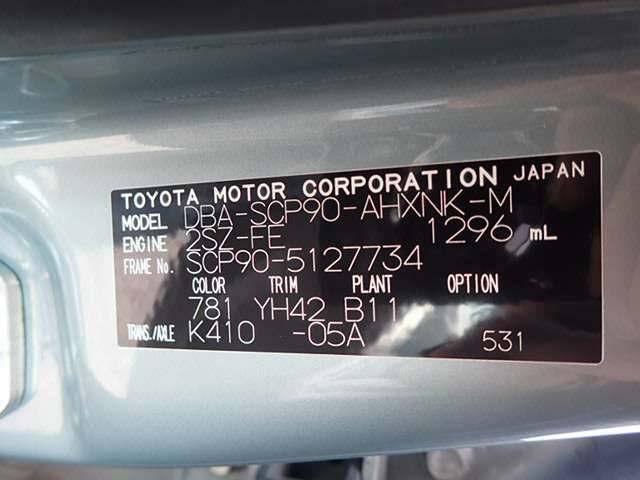 TOYOTA MOTOR CORPORATION JAPAN
MODEL DBA-SCP90-AHXNK-M
ENGINE 2SZ-FE 1296 mL
FRAME No. SCP90-5127734
COLOR TRIM PLANT OPTION
781 YH42 B11
TRANS./AXLE K410 -05A 531